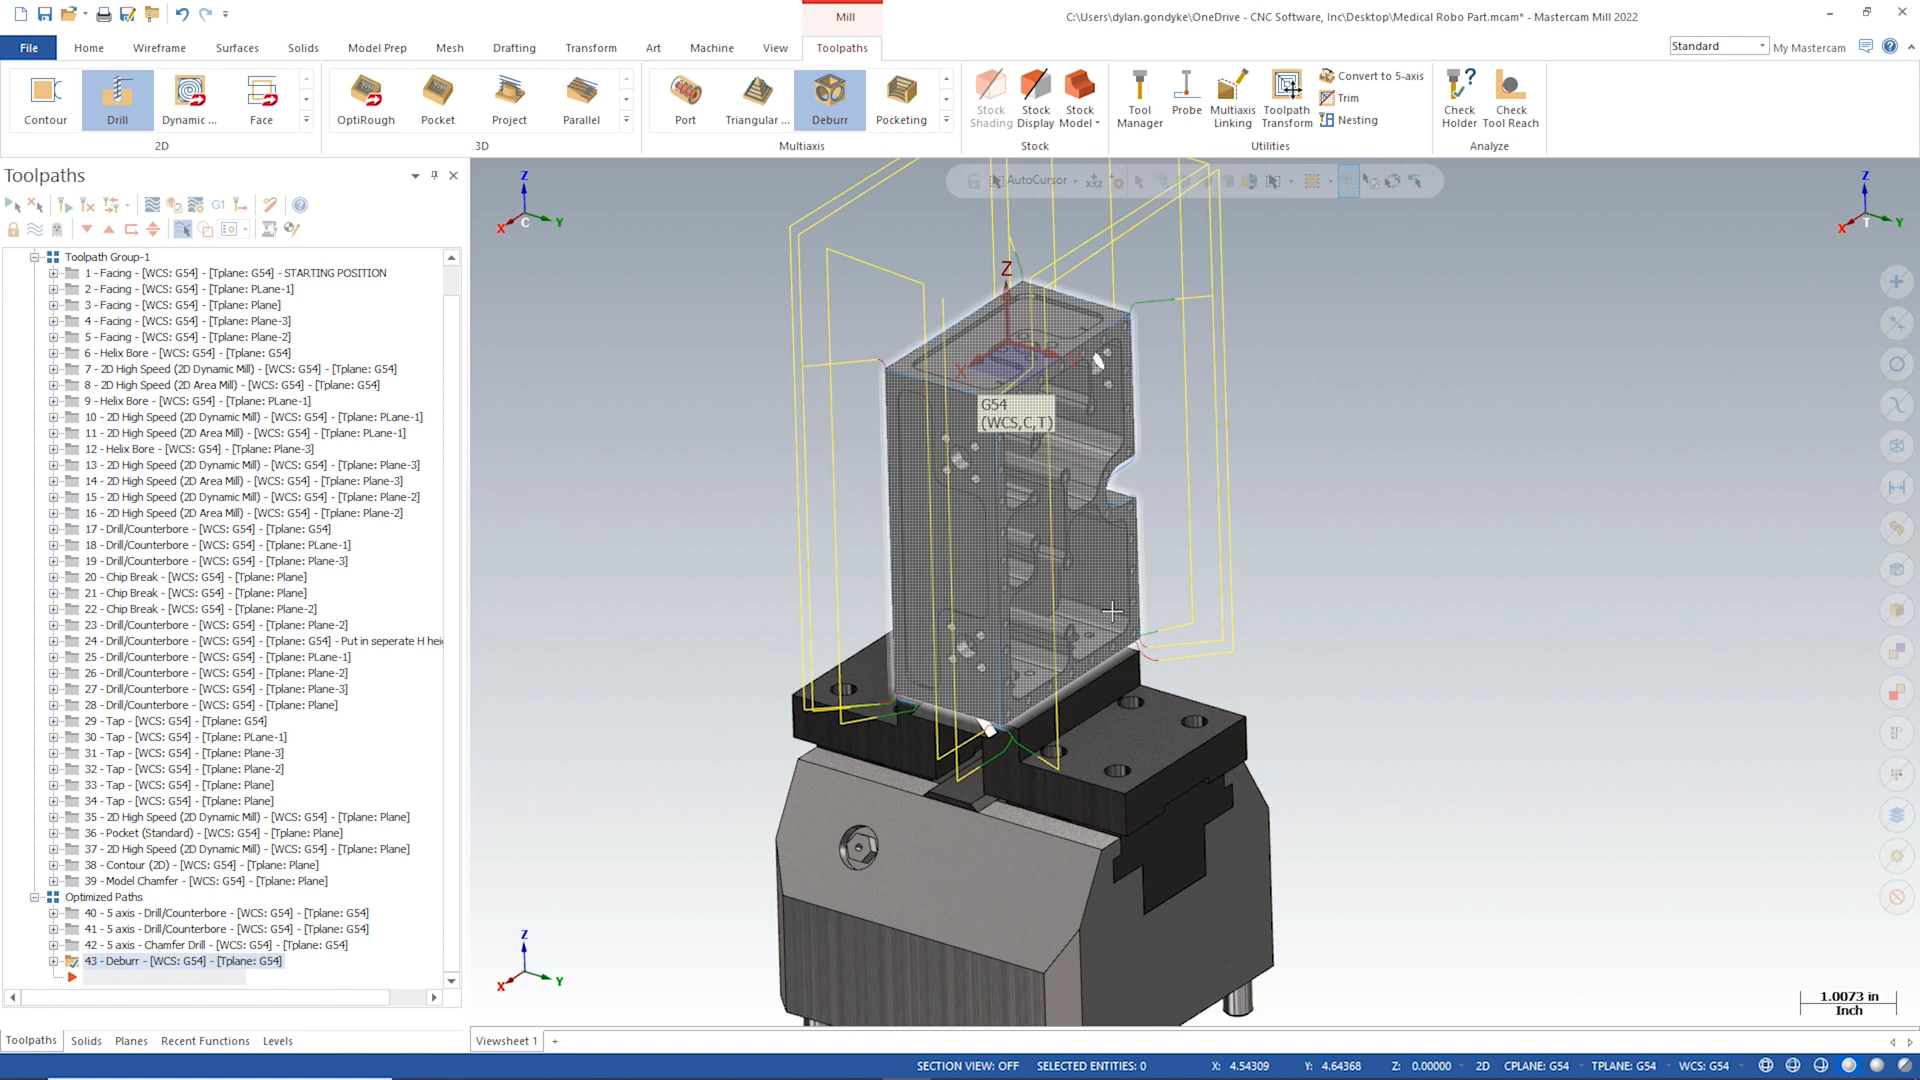 Mill
C:\Users\dylan.gondyke\OneDrive - CNC Software, Inc\Desktop\Medical Robo Part.mcam* - Mastercam Mill 2022
File Home Wireframe Surfaces Solids Model Prep Mesh Drafting Transform Art Machine View Toolpaths
Standard My Mastercam
Contour Drill Dynamic ... Face
OptiRough Pocket Project Parallel
Port Triangular ... Deburr Pocketing
Stock Shading Stock Display Stock Model
Tool Manager Probe Multiaxis Linking Toolpath Transform
Convert to 5-axis
Trim
Nesting
Check Holder Check Tool Reach
2D 3D Multiaxis Stock Utilities Analyze
Toolpaths
G1
AutoCursor
Toolpath Group-1
1 - Facing - [WCS: G54] - [Tplane: G54] - STARTING POSITION
2 - Facing - [WCS: G54] - [Tplane: PLane-1]
3 - Facing - [WCS: G54] - [Tplane: Plane]
4 - Facing - [WCS: G54] - [Tplane: Plane-3]
5 - Facing - [WCS: G54] - [Tplane: Plane-2]
6 - Helix Bore - [WCS: G54] - [Tplane: G54]
7 - 2D High Speed (2D Dynamic Mill) - [WCS: G54] - [Tplane: G54]
8 - 2D High Speed (2D Area Mill) - [WCS: G54] - [Tplane: G54]
9 - Helix Bore - [WCS: G54] - [Tplane: PLane-1]
10 - 2D High Speed (2D Dynamic Mill) - [WCS: G54] - [Tplane: PLane-1]
11 - 2D High Speed (2D Area Mill) - [WCS: G54] - [Tplane: PLane-1]
12 - Helix Bore - [WCS: G54] - [Tplane: Plane-3]
13 - 2D High Speed (2D Dynamic Mill) - [WCS: G54] - [Tplane: Plane-3]
14 - 2D High Speed (2D Area Mill) - [WCS: G54] - [Tplane: Plane-3]
15 - 2D High Speed (2D Dynamic Mill) - [WCS: G54] - [Tplane: Plane-2]
16 - 2D High Speed (2D Area Mill) - [WCS: G54] - [Tplane: Plane-2]
17 - Drill/Counterbore - [WCS: G54] - [Tplane: G54]
18 - Drill/Counterbore - [WCS: G54] - [Tplane: PLane-1]
19 - Drill/Counterbore - [WCS: G54] - [Tplane: Plane-3]
20 - Chip Break - [WCS: G54] - [Tplane: Plane]
21 - Chip Break - [WCS: G54] - [Tplane: Plane]
22 - Chip Break - [WCS: G54] - [Tplane: Plane-2]
23 - Drill/Counterbore - [WCS: G54] - [Tplane: Plane-2]
24 - Drill/Counterbore - [WCS: G54] - [Tplane: G54] - Put in seperate H hei
25 - Drill/Counterbore - [WCS: G54] - [Tplane: PLane-1]
26 - Drill/Counterbore - [WCS: G54] - [Tplane: Plane-2]
27 - Drill/Counterbore - [WCS: G54] - [Tplane: Plane-3]
28 - Drill/Counterbore - [WCS: G54] - [Tplane: Plane]
29 - Tap - [WCS: G54] - [Tplane: G54]
30 - Tap - [WCS: G54] - [Tplane: PLane-1]
31 - Tap - [WCS: G54] - [Tplane: Plane-3]
32 - Tap - [WCS: G54] - [Tplane: Plane-2]
33 - Tap - [WCS: G54] - [Tplane: Plane]
34 - Tap - [WCS: G54] - [Tplane: Plane]
35 - 2D High Speed (2D Dynamic Mill) - [WCS: G54] - [Tplane: Plane]
36 - Pocket (Standard) - [WCS: G54] - [Tplane: Plane]
37 - 2D High Speed (2D Dynamic Mill) - [WCS: G54] - [Tplane: Plane]
38 - Contour (2D) - [WCS: G54] - [Tplane: Plane]
39 - Model Chamfer - [WCS: G54] - [Tplane: Plane]
Optimized Paths
40 - 5 axis - Drill/Counterbore - [WCS: G54] - [Tplane: G54]
41 - 5 axis - Drill/Counterbore - [WCS: G54] - [Tplane: G54]
42 - 5 axis - Chamfer Drill - [WCS: G54] - [Tplane: G54]
43 - Deburr - [WCS: G54] - [Tplane: G54]
Z
X C Y
Z
X T Y
Z
X
G54
(WCS,C,T)
Z
X Y
1.0073 in
Inch
Toolpaths Solids Planes Recent Functions Levels
Viewsheet 1 +
SECTION VIEW: OFF SELECTED ENTITIES: 0 X: 4.54309 Y: 4.64368 Z: 0.00000 2D CPLANE: G54 TPLANE: G54 WCS: G54